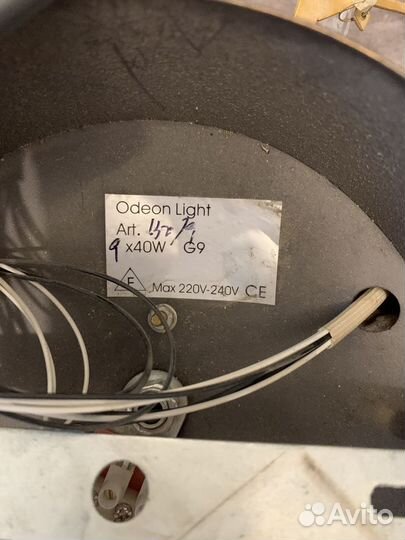 Odeon Light
Art.
9 x40W G9
F Max 220V-240V CE
Avito